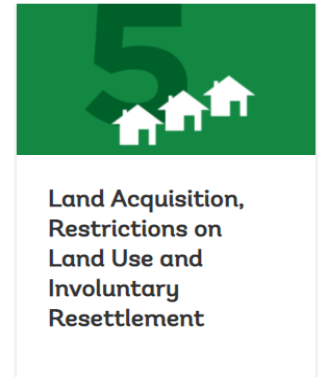 5
Land Acquisition,
Restrictions on
Land Use and
Involuntary
Resettlement